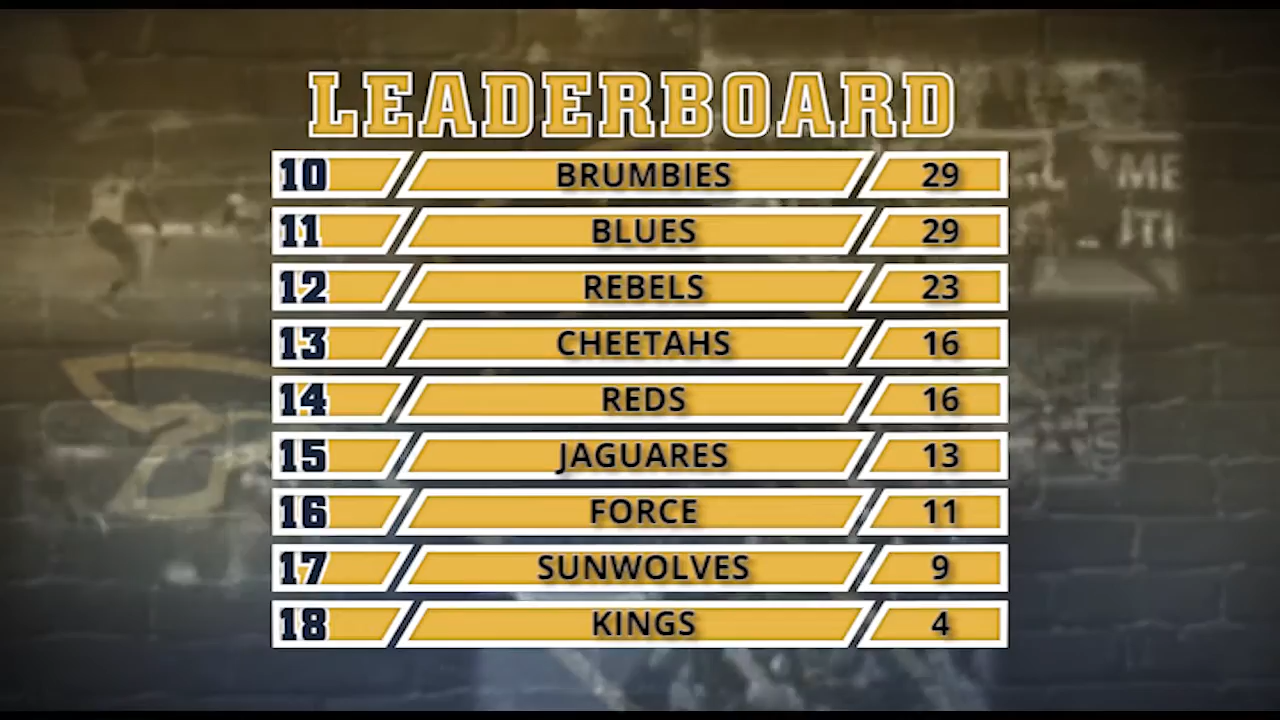 LEADERBOARD
10 BRUMBIES 29
11 BLUES 29
12 REBELS 23
13 CHEETAHS 16
14 REDS 16
15 JAGUARES 13
16 FORCE 11
17 SUNWOLVES 9
18 KINGS 4
ME